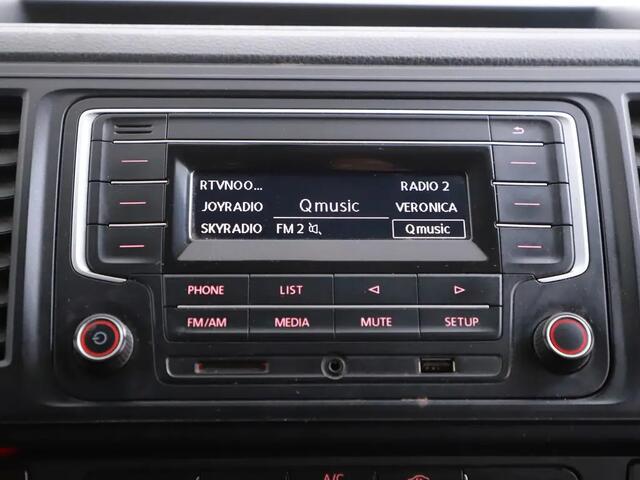 RTVNOO... RADIO 2
JOYRADIO Qmusic VERONICA
SKYRADIO FM 2 Qmusic
PHONE LIST
FM/AM MEDIA MUTE SETUP
A/C